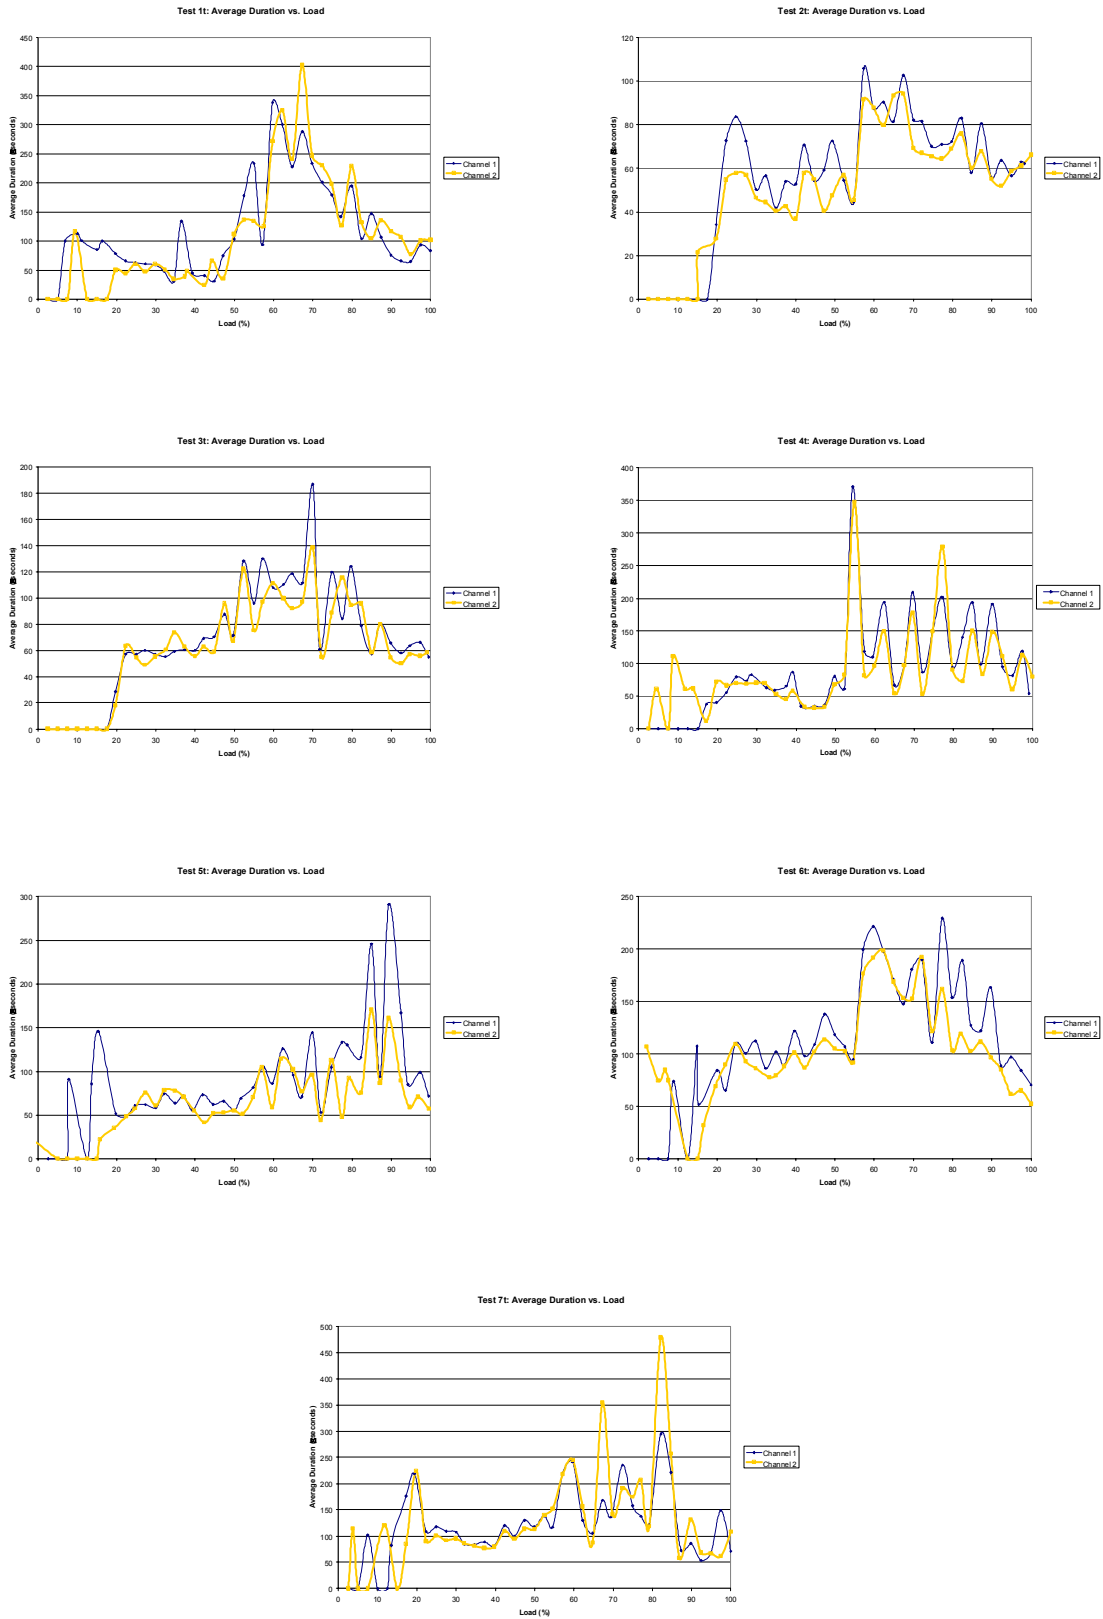 Test 1t: Average Duration vs. Load
450
400
350
300
250
200
150
100
50
0
Average Duration seconds)
0 10 20 30 40 50 60 70 80 90 100
Load (%)
Channel 1
Channel 2
Test 2t: Average Duration vs. Load
120
100
80
60
40
20
0
Average Duration seconds)
0 10 20 30 40 50 60 70 80 90 100
Load (%)
Channel 1
Channel 2
Test 3t: Average Duration vs. Load
200
180
160
140
120
100
80
60
40
20
0
Average Duration seconds)
0 10 20 30 40 50 60 70 80 90 100
Load (%)
Channel 1
Channel 2
Test 4t: Average Duration vs. Load
400
350
300
250
200
150
100
50
0
Average Duration seconds)
0 10 20 30 40 50 60 70 80 90 100
Load (%)
Channel 1
Channel 2
Test 5t: Average Duration vs. Load
300
250
200
150
100
50
0
Average Duration seconds)
0 10 20 30 40 50 60 70 80 90 100
Load (%)
Channel 1
Channel 2
Test 6t: Average Duration vs. Load
250
200
150
100
50
0
Average Duration seconds)
0 10 20 30 40 50 60 70 80 90 100
Load (%)
Channel 1
Channel 2
Test 7t: Average Duration vs. Load
500
450
400
350
300
250
200
150
100
50
0
Average Duration seconds)
0 10 20 30 40 50 60 70 80 90 100
Load (%)
Channel 1
Channel 2